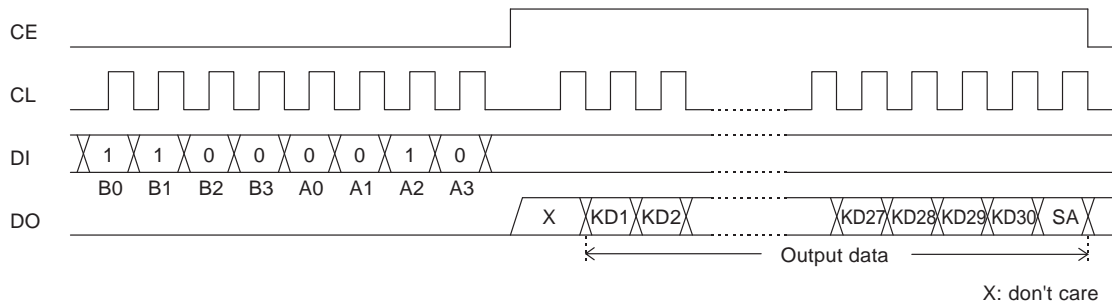 CE
CL
DI 1 1 0 0 0 0 1 0
B0 B1 B2 B3 A0 A1 A2 A3
DO X KD1 KD2 KD27 KD28 KD29 KD30 SA
Output data
X: don't care